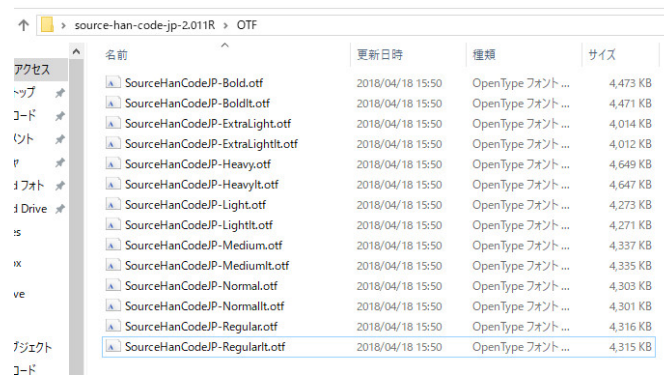 source-han-code-jp-2.011R > OTF
名前 更新日時 種類 サイズ
アクセス
SourceHanCodeJP-Bold.otf 2018/04/18 15:50 OpenType フォント ... 4,473 KB
トップ
SourceHanCodeJP-BoldIt.otf 2018/04/18 15:50 OpenType フォント ... 4,471 KB
ロード
SourceHanCodeJP-ExtraLight.otf 2018/04/18 15:50 OpenType フォント ... 4,014 KB
メント
SourceHanCodeJP-ExtraLightIt.otf 2018/04/18 15:50 OpenType フォント ... 4,012 KB
ャ
SourceHanCodeJP-Heavy.otf 2018/04/18 15:50 OpenType フォント ... 4,649 KB
d フォト
SourceHanCodeJP-HeavyIt.otf 2018/04/18 15:50 OpenType フォント ... 4,647 KB
d Drive
SourceHanCodeJP-Light.otf 2018/04/18 15:50 OpenType フォント ... 4,273 KB
es
SourceHanCodeJP-LightIt.otf 2018/04/18 15:50 OpenType フォント ... 4,271 KB
SourceHanCodeJP-Medium.otf 2018/04/18 15:50 OpenType フォント ... 4,337 KB
ox
SourceHanCodeJP-MediumIt.otf 2018/04/18 15:50 OpenType フォント ... 4,335 KB
ve
SourceHanCodeJP-Normal.otf 2018/04/18 15:50 OpenType フォント ... 4,303 KB
SourceHanCodeJP-NormalIt.otf 2018/04/18 15:50 OpenType フォント ... 4,301 KB
SourceHanCodeJP-Regular.otf 2018/04/18 15:50 OpenType フォント ... 4,316 KB
ブジェクト
SourceHanCodeJP-RegularIt.otf 2018/04/18 15:50 OpenType フォント ... 4,315 KB
ロード